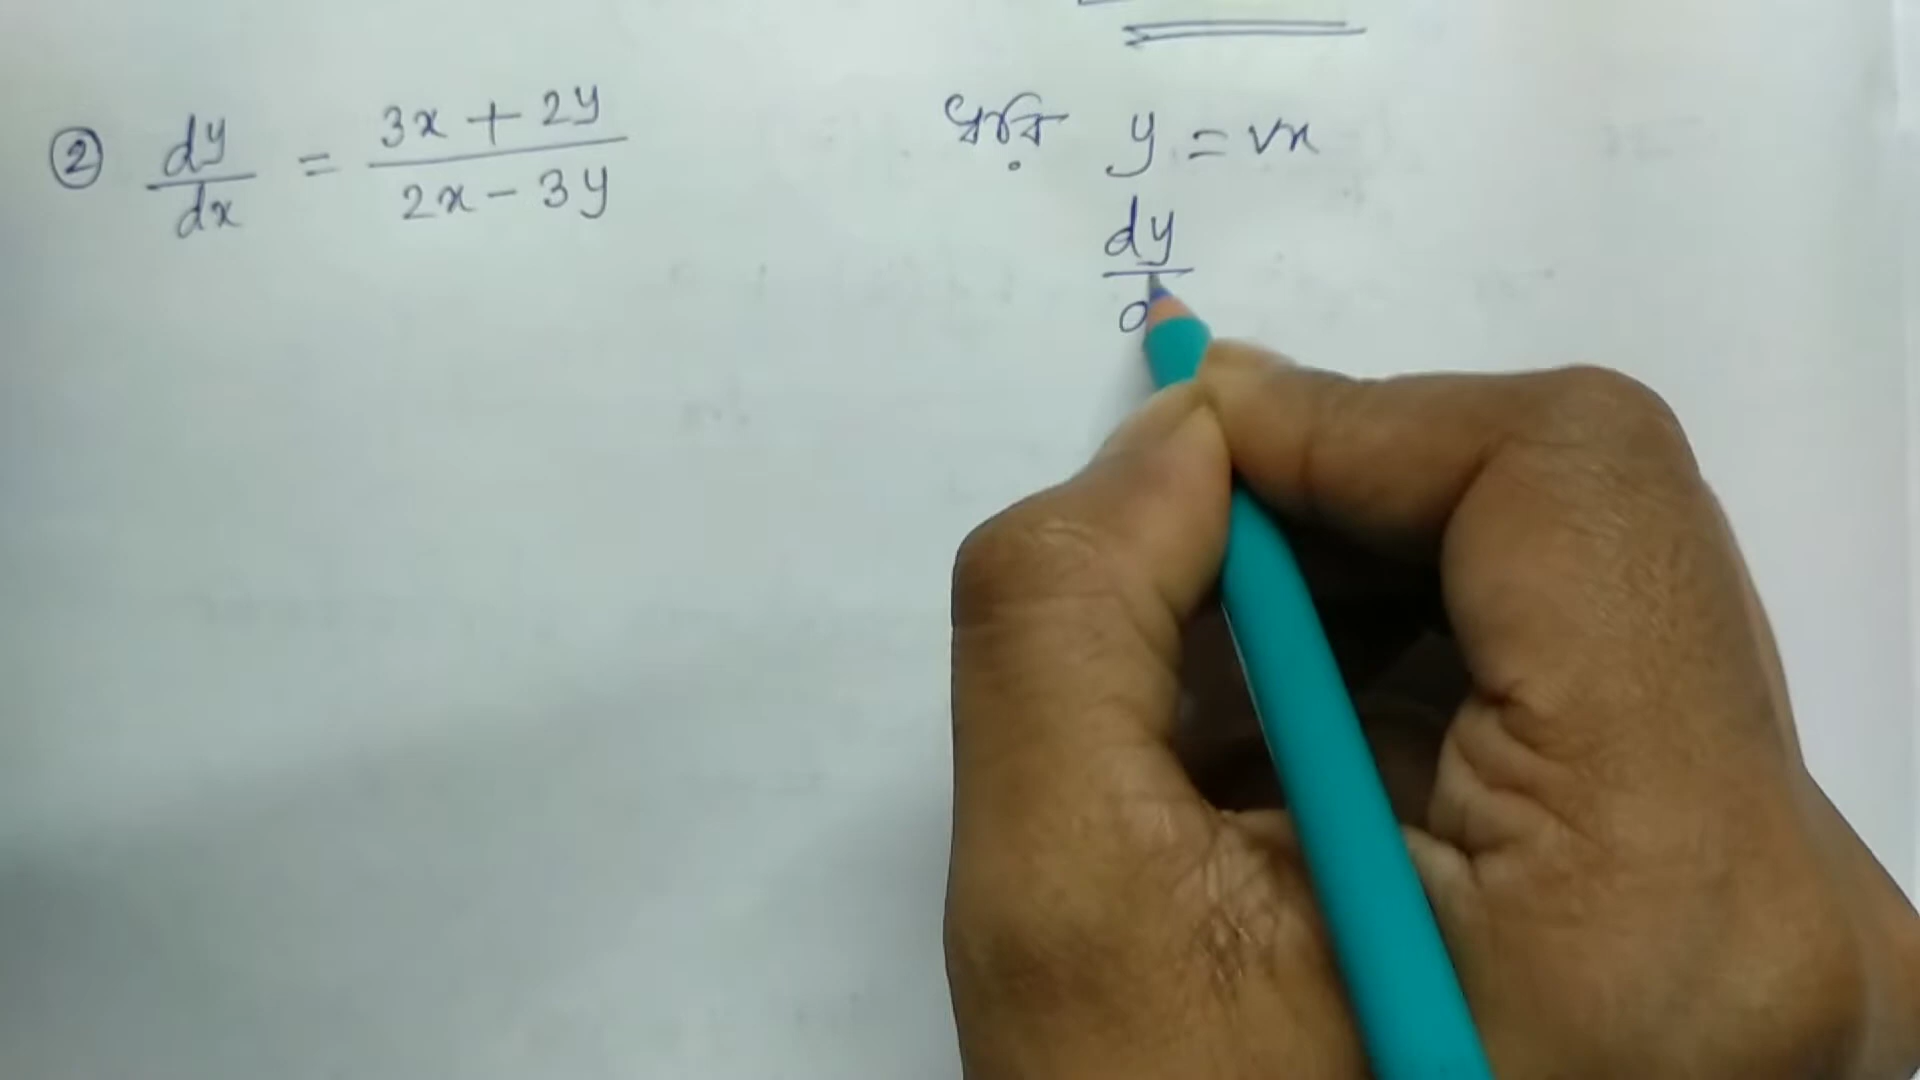 ② dy/dx = (3x + 2y)/(2x - 3y)
ধরি, y = vx
dy/